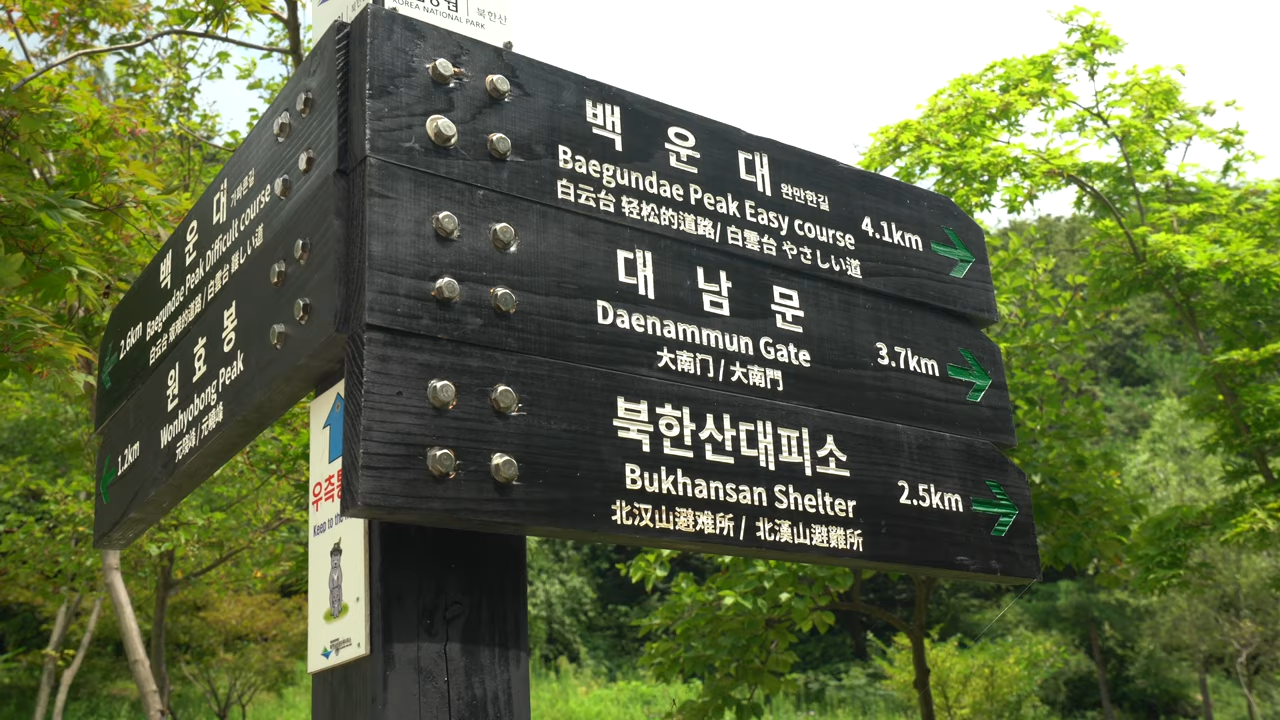 KOREA NATIONAL PARK
북한산
백운대 가파른길
Baegundae Peak Difficult course
白云台 艰难的道路 / 白雲台 難しい道
2.6km
원효봉
Wonhyobong Peak
元晓峰 / 元曉峰
1.2km
백운대 완만한길
Baegundae Peak Easy course
白云台 轻松的道路/ 白雲台 やさしい道
4.1km
대남문
Daenammun Gate
大南门 / 大南門
3.7km
북한산대피소
Bukhansan Shelter
北汉山避难所 / 北漢山避難所
2.5km
우측
Keep to the